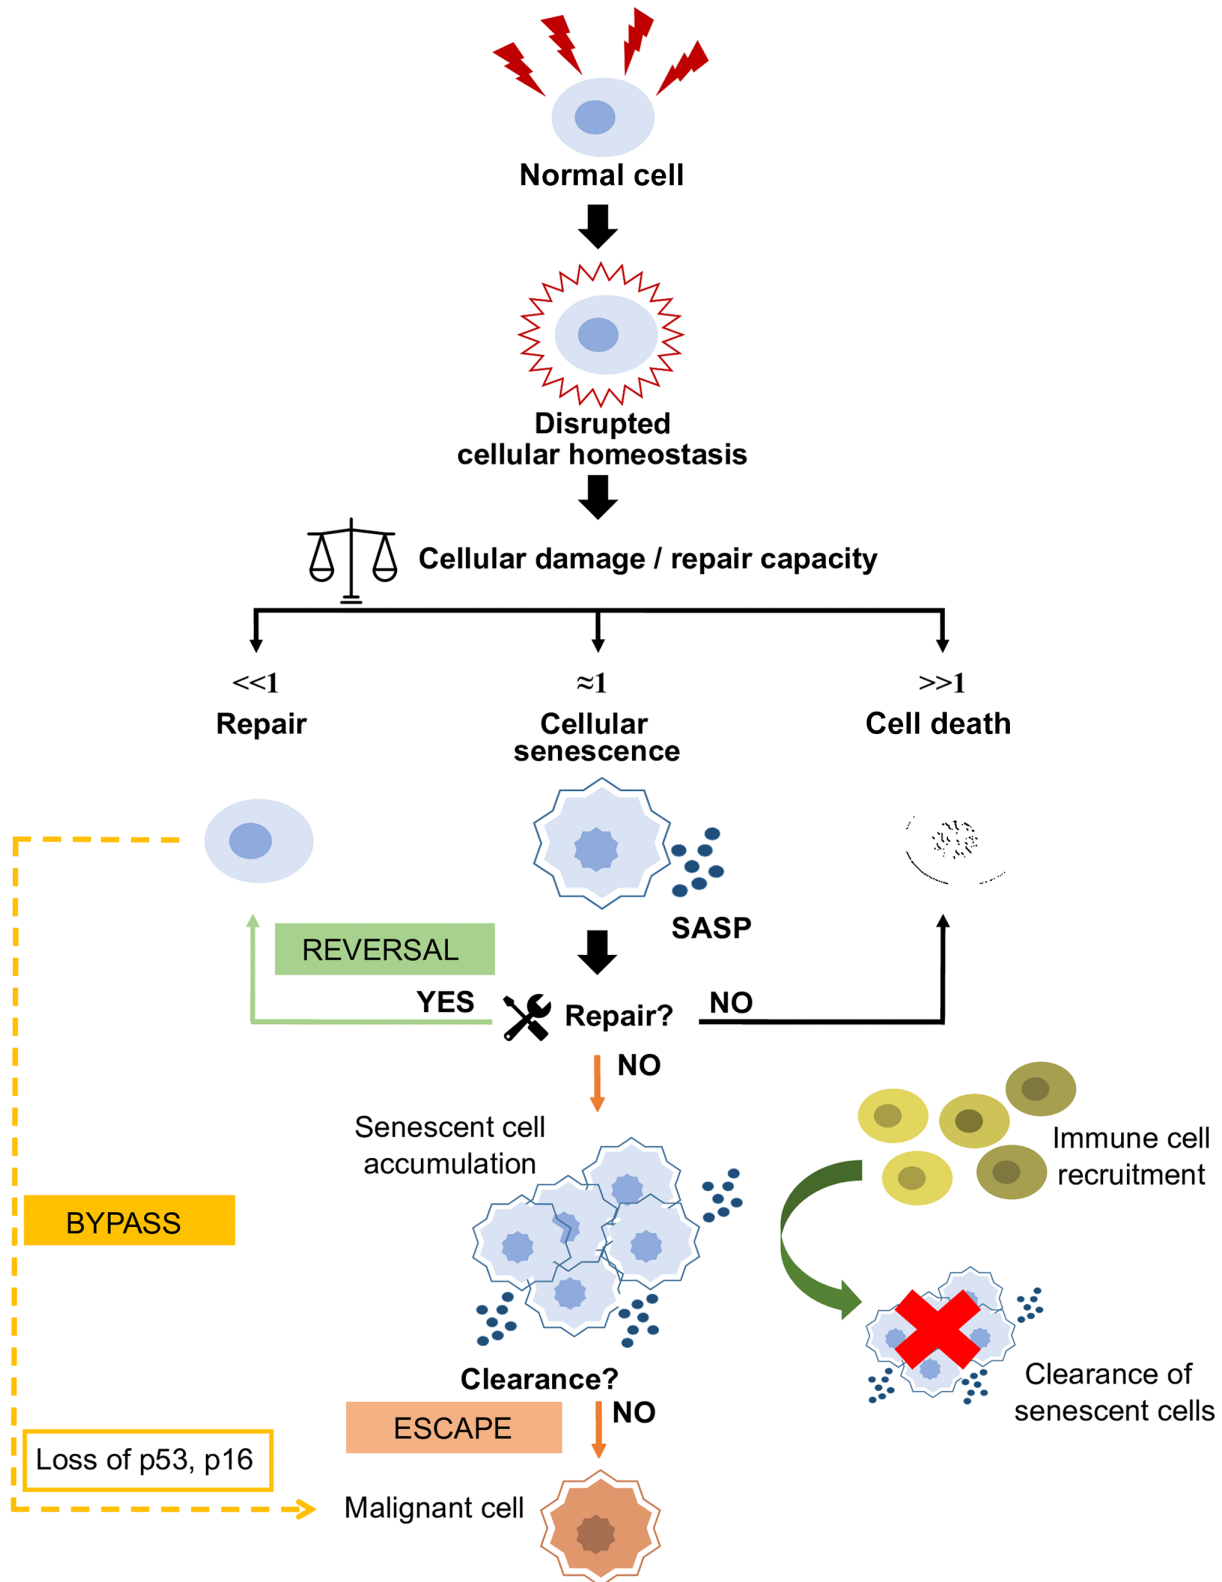 Normal cell
Disrupted
cellular homeostasis
Cellular damage / repair capacity
<<1
Repair
≈1
Cellular
senescence
>>1
Cell death
SASP
REVERSAL
YES
Repair?
NO
NO
Senescent cell
accumulation
Immune cell
recruitment
BYPASS
Clearance?
NO
ESCAPE
Clearance of
senescent cells
Loss of p53, p16
Malignant cell